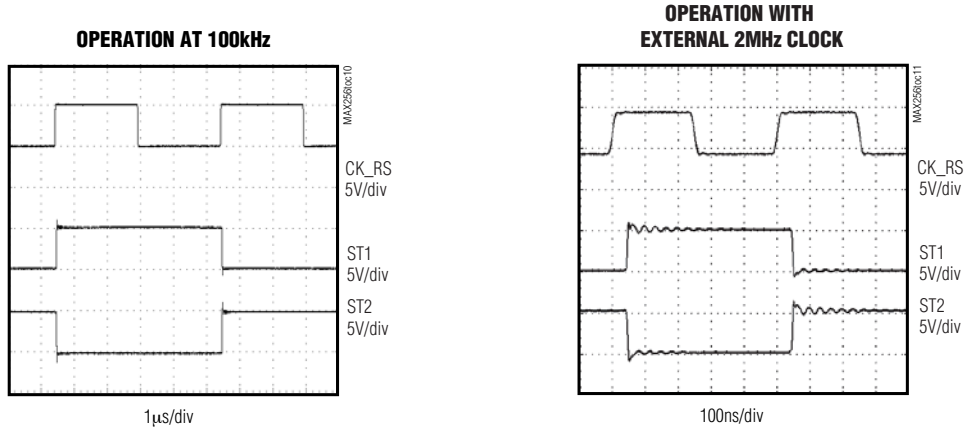 OPERATION AT 100kHz
MAX256toc10
CK_RS
5V/div
ST1
5V/div
ST2
5V/div
1μs/div
OPERATION WITH
EXTERNAL 2MHz CLOCK
MAX256toc11
CK_RS
5V/div
ST1
5V/div
ST2
5V/div
100ns/div